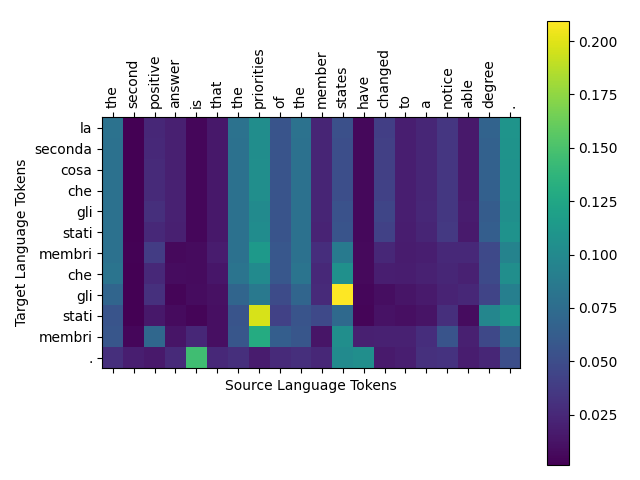 the second positive answer is that the priorities of the member states have changed to a notice able degree .
la
seconda
cosa
che
gli
stati
membri
che
gli
stati
membri
.
Target Language Tokens
Source Language Tokens
0.200
0.175
0.150
0.125
0.100
0.075
0.050
0.025